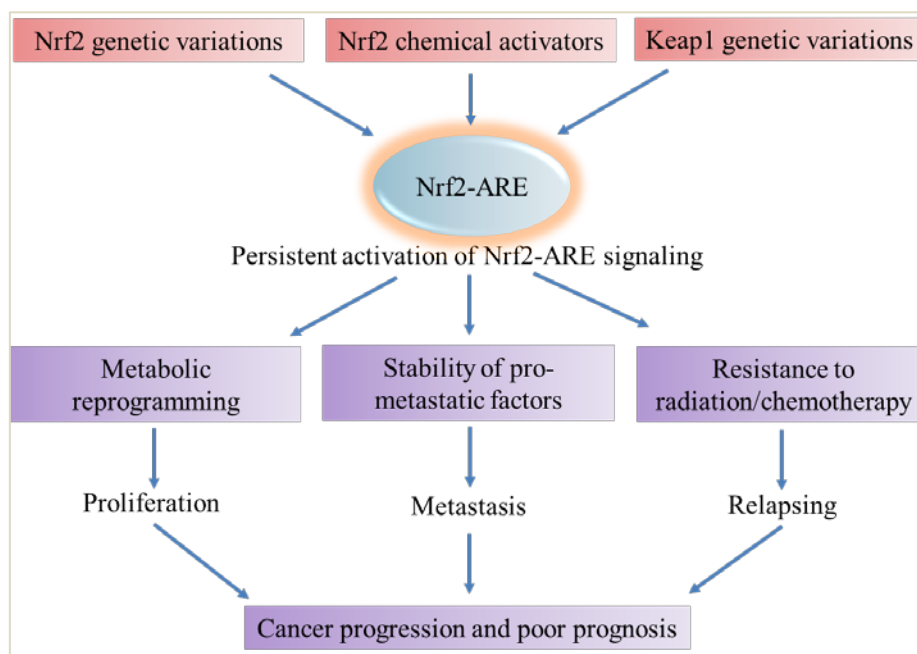 Nrf2 genetic variations
Nrf2 chemical activators
Keap1 genetic variations
Nrf2-ARE
Persistent activation of Nrf2-ARE signaling
Metabolic
reprogramming
Stability of pro-
metastatic factors
Resistance to
radiation/chemotherapy
Proliferation
Metastasis
Relapsing
Cancer progression and poor prognosis